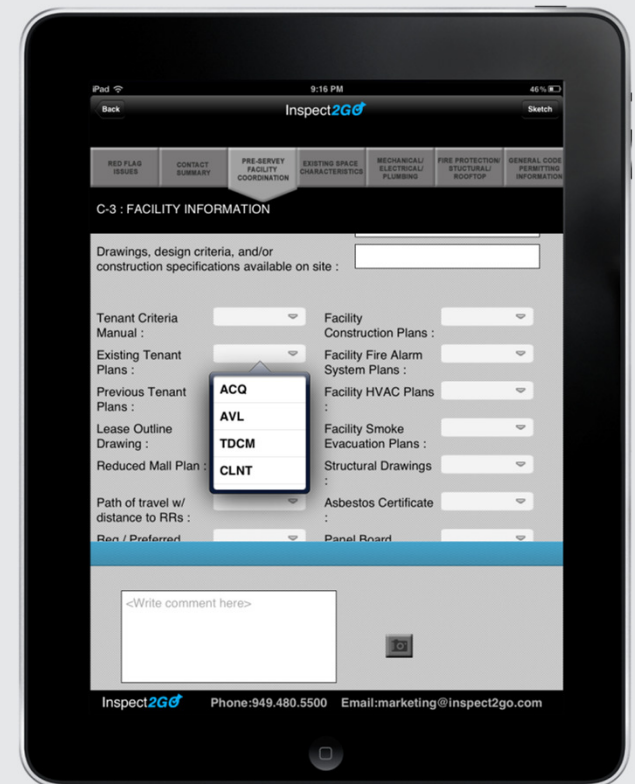 iPad
9:16 PM
46%
Back
Inspect2GO
Sketch
RED FLAG
ISSUES
CONTACT
SUMMARY
PRE-SERVEY
FACILITY
COORDINATION
EXISTING SPACE
CHARACTERISTICS
MECHANICAL/
ELECTRICAL/
PLUMBING
FIRE PROTECTION/
STUCTURAL/
ROOFTOP
GENERAL CODE
PERMITTING
INFORMATION
C-3 : FACILITY INFORMATION
Drawings, design criteria, and/or
construction specifications available on site :
Tenant Criteria
Manual :
Facility
Construction Plans :
Existing Tenant
Plans :
Facility Fire Alarm
System Plans :
Previous Tenant
Plans :
Facility HVAC Plans
:
Lease Outline
Drawing :
Facility Smoke
Evacuation Plans :
Reduced Mall Plan :
Structural Drawings
:
Path of travel w/
distance to RRs :
Asbestos Certificate
:
Req / Preferred
Panel Board
ACQ
AVL
TDCM
CLNT
<Write comment here>
Inspect2GO Phone:949.480.5500 Email:marketing@inspect2go.com